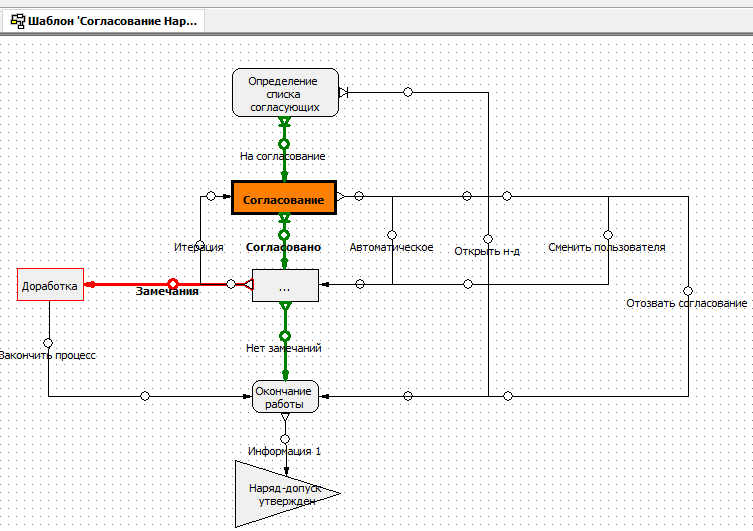 Шаблон 'Согласование Нар...
Определение
списка
согласующих
На согласование
Согласование
Итерация
Согласовано
Автоматическое
Открыть н-д
Сменить пользователя
Доработка
Замечания
...
Отозвать согласование
Закончить процесс
Нет замечаний
Окончание
работы
Информация 1
Наряд-допуск
утвержден